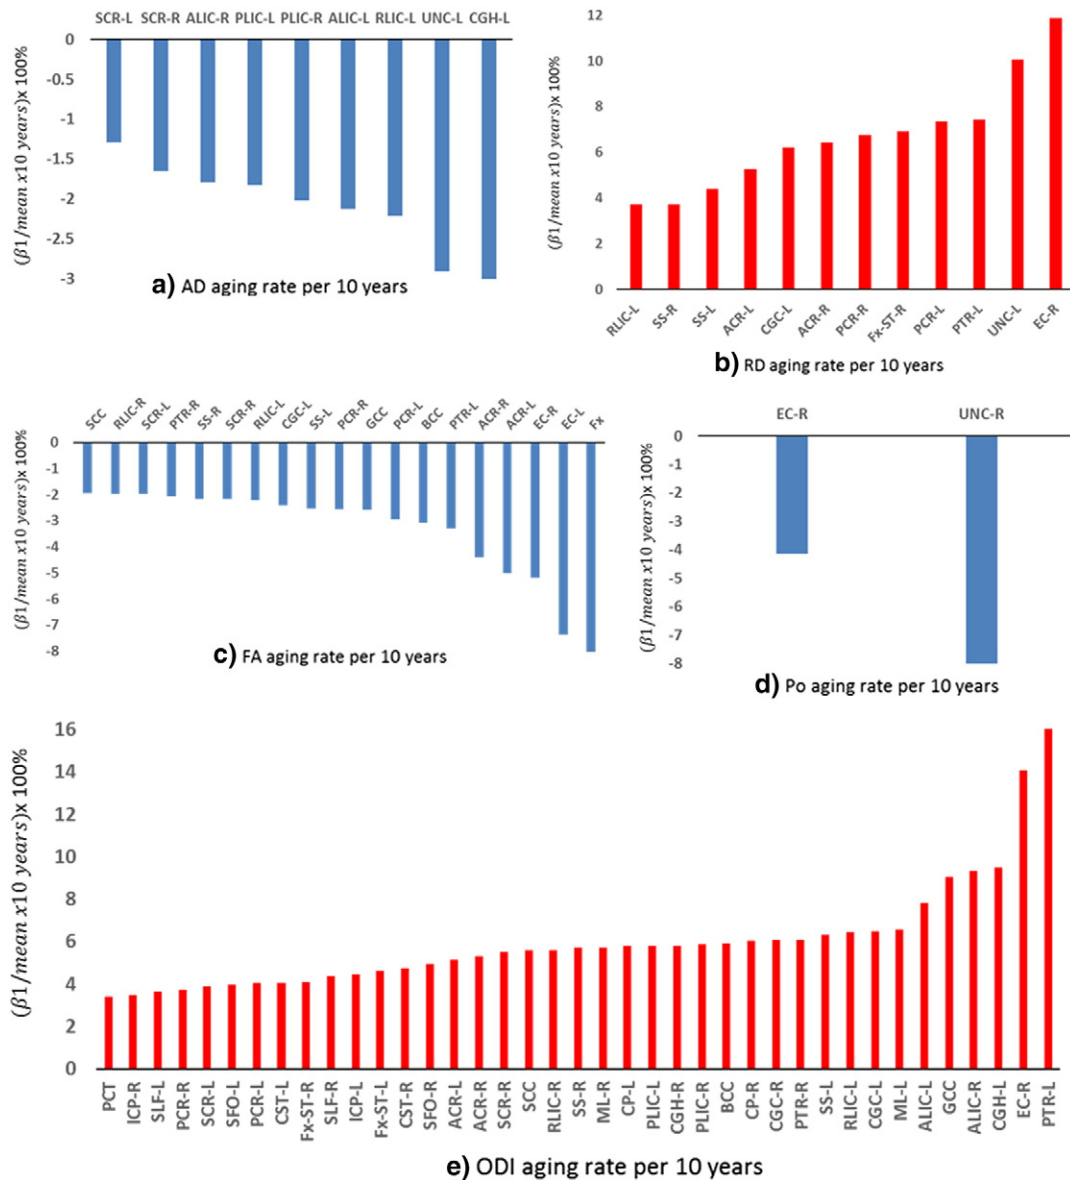 SCR-L SCR-R ALIC-R PLIC-L PLIC-R ALIC-L RLIC-L UNC-L CGH-L
0
-0.5
-1
-1.5
-2
-2.5
-3
(β1/mean x10 years)x 100%
a) AD aging rate per 10 years
12
10
8
6
4
2
0
(β1/mean x10 years)x 100%
RLIC-L SS-R SS-L ACR-L CGC-L ACR-R PCR-R Fx-ST-R PCR-L PTR-L UNC-L EC-R
b) RD aging rate per 10 years
SCC RLIC-R SCR-L PTR-R SS-R SCR-R RLIC-L CGC-L SS-L PCR-R GCC PCR-L BCC PTR-L ACR-R ACR-L EC-R EC-L Fx
0
-1
-2
-3
-4
-5
-6
-7
-8
(β1/mean x10 years)x 100%
c) FA aging rate per 10 years
EC-R UNC-R
0
-1
-2
-3
-4
-5
-6
-7
-8
(β1/mean x10 years)x 100%
d) Po aging rate per 10 years
16
14
12
10
8
6
4
2
0
(β1/mean x10 years)x 100%
PCT ICP-R SLF-L PCR-R SCR-L SFO-L PCR-L CST-L Fx-ST-R SLF-R ICP-L Fx-ST-L CST-R SFO-R ACR-L ACR-R SCR-R SCC RLIC-R SS-R ML-R CP-L PLIC-L CGH-R PLIC-R BCC CP-R CGC-R PTR-R SS-L RLIC-L CGC-L ML-L ALIC-L GCC ALIC-R CGH-L EC-R PTR-L
e) ODI aging rate per 10 years